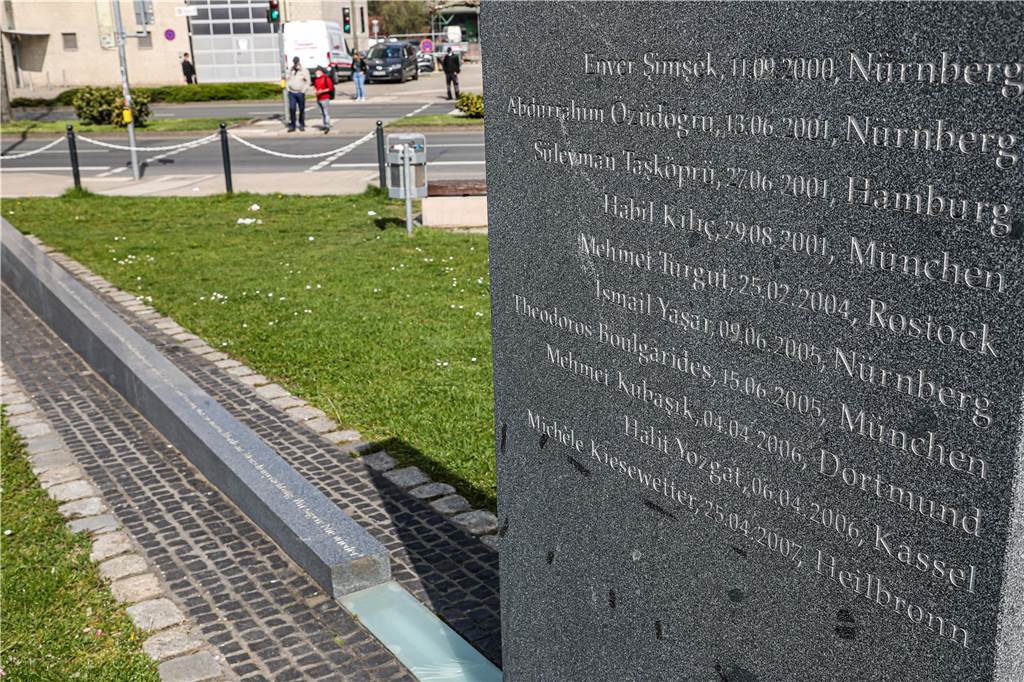 Enver Şimşek, 11.09.2000, Nürnberg
Abdurrahim Özüdoğru, 13.06.2001, Nürnberg
Süleyman Taşköprü, 27.06.2001, Hamburg
Habil Kılıç, 29.08.2001, München
Mehmet Turgut, 25.02.2004, Rostock
İsmail Yaşar, 09.06.2005, Nürnberg
Theodoros Boulgarides, 15.06.2005, München
Mehmet Kubaşık, 04.04.2006, Dortmund
Halit Yozgat, 06.04.2006, Kassel
Michèle Kiesewetter, 25.04.2007, Heilbronn